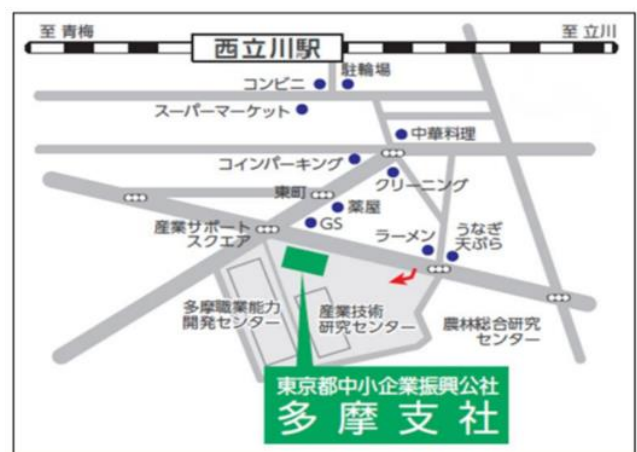 至 青梅
至 立川
西立川駅
駐輪場
コンビニ
スーパーマーケット
中華料理
コインパーキング
クリーニング
東町
薬屋
GS
産業サポート
スクエア
ラーメン
うなぎ
天ぷら
多摩職業能力
開発センター
産業技術
研究センター
農林総合研究
センター
東京都中小企業振興公社
多摩支社